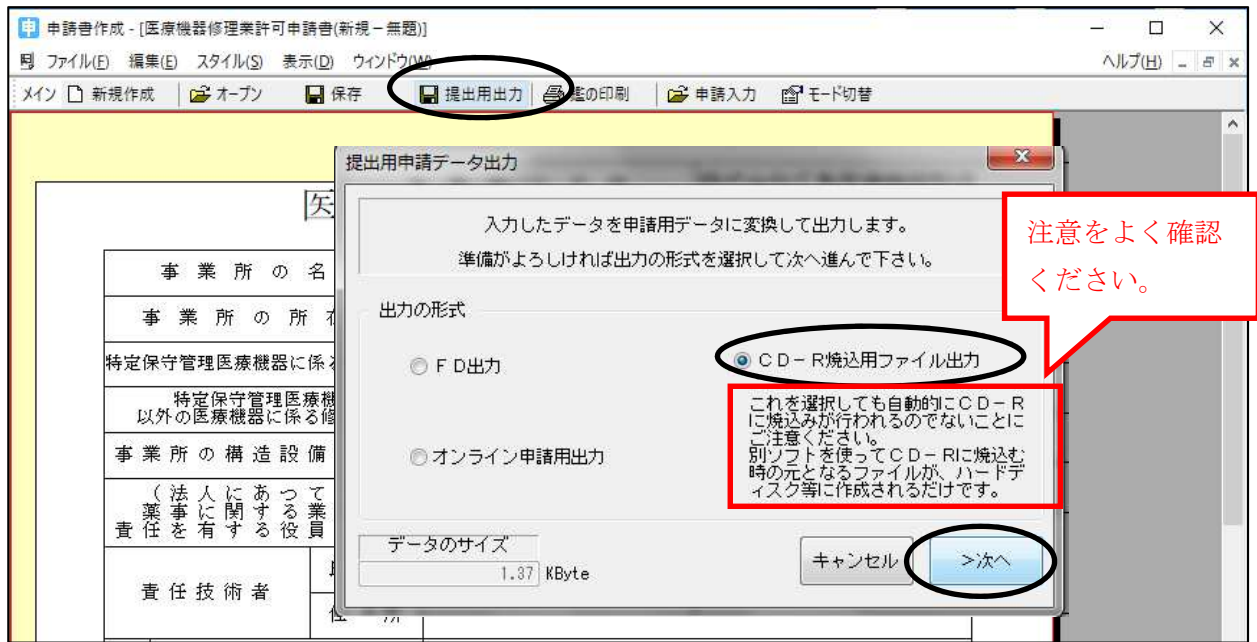 申請書作成 - [医療機器修理業許可申請書(新規－無題)]
ファイル(F) 編集(E) スタイル(S) 表示(D) ウィンドウ(W) ヘルプ(H)
メイン 新規作成 オープン 保存 提出用出力 鑑の印刷 申請入力 モード切替
提出用申請データ出力
入力したデータを申請用データに変換して出力します。
準備がよろしければ出力の形式を選択して次へ進んで下さい。
注意をよく確認
ください。
出力の形式
ＦＤ出力
ＣＤ－Ｒ焼込用ファイル出力
これを選択しても自動的にＣＤ－Ｒ
に焼込みが行われるのでないことに
ご注意ください。
別ソフトを使ってＣＤ－Ｒに焼込む
時の元となるファイルが、ハードデ
ィスク等に作成されるだけです。
オンライン申請用出力
データのサイズ
1.37 KByte
キャンセル
>次へ
事業所の名
事業所の所
特定保守管理医療機器に係
特定保守管理医療機
以外の医療機器に係る修
事業所の構造設備
（法人にあつて
薬事に関する業
責任を有する役員
責任技術者